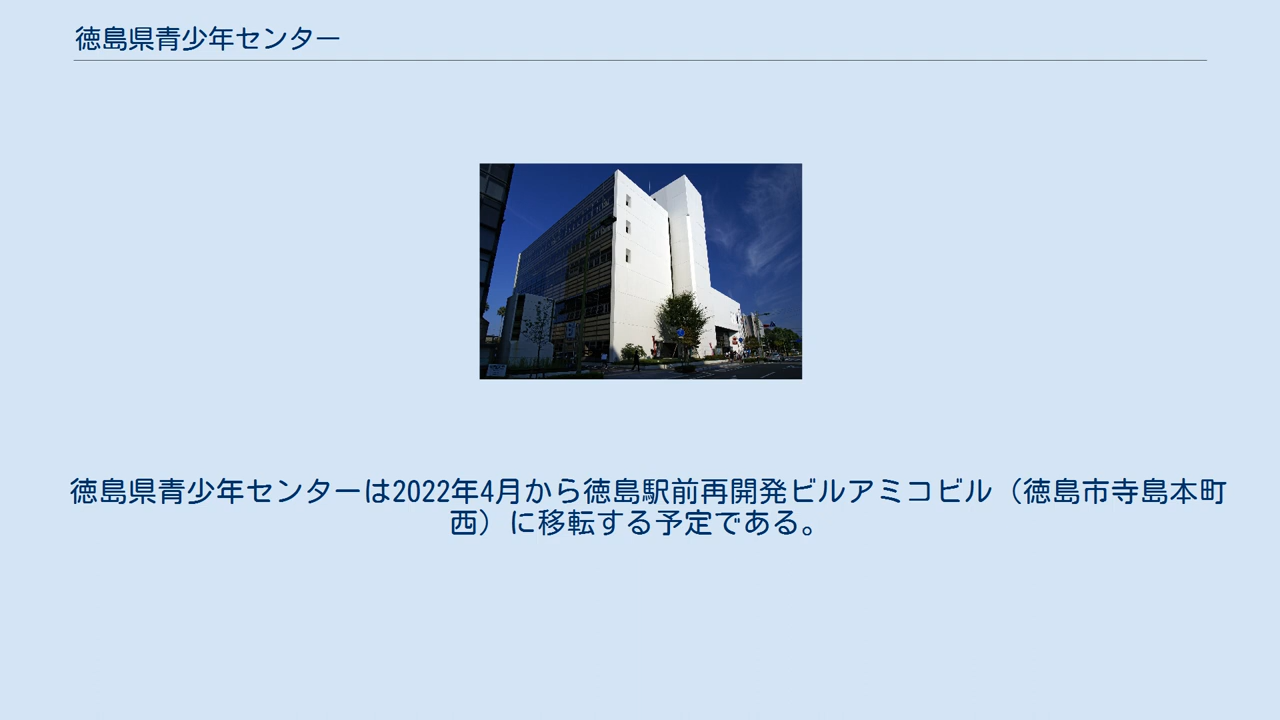 徳島県青少年センター
徳島県青少年センターは2022年4月から徳島駅前再開発ビルアミコビル（徳島市寺島本町
西）に移転する予定である。